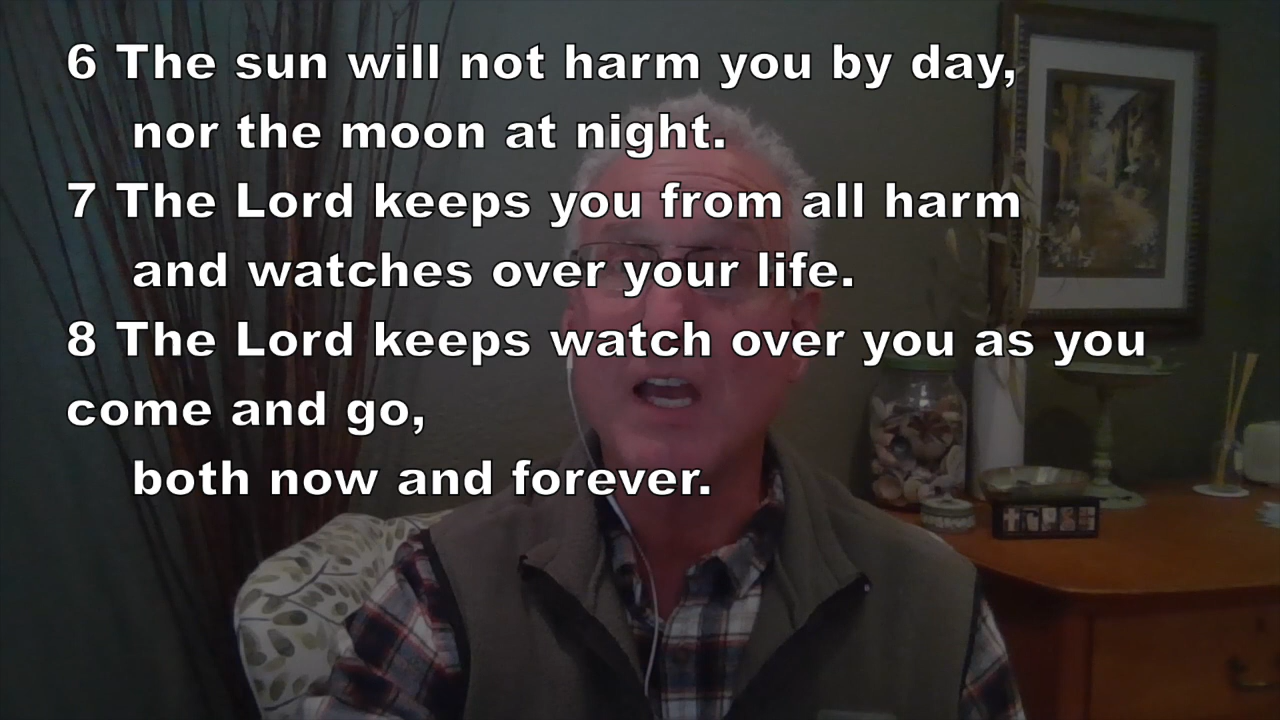 6 The sun will not harm you by day,
nor the moon at night.
7 The Lord keeps you from all harm
and watches over your life.
8 The Lord keeps watch over you as you
come and go,
both now and forever.